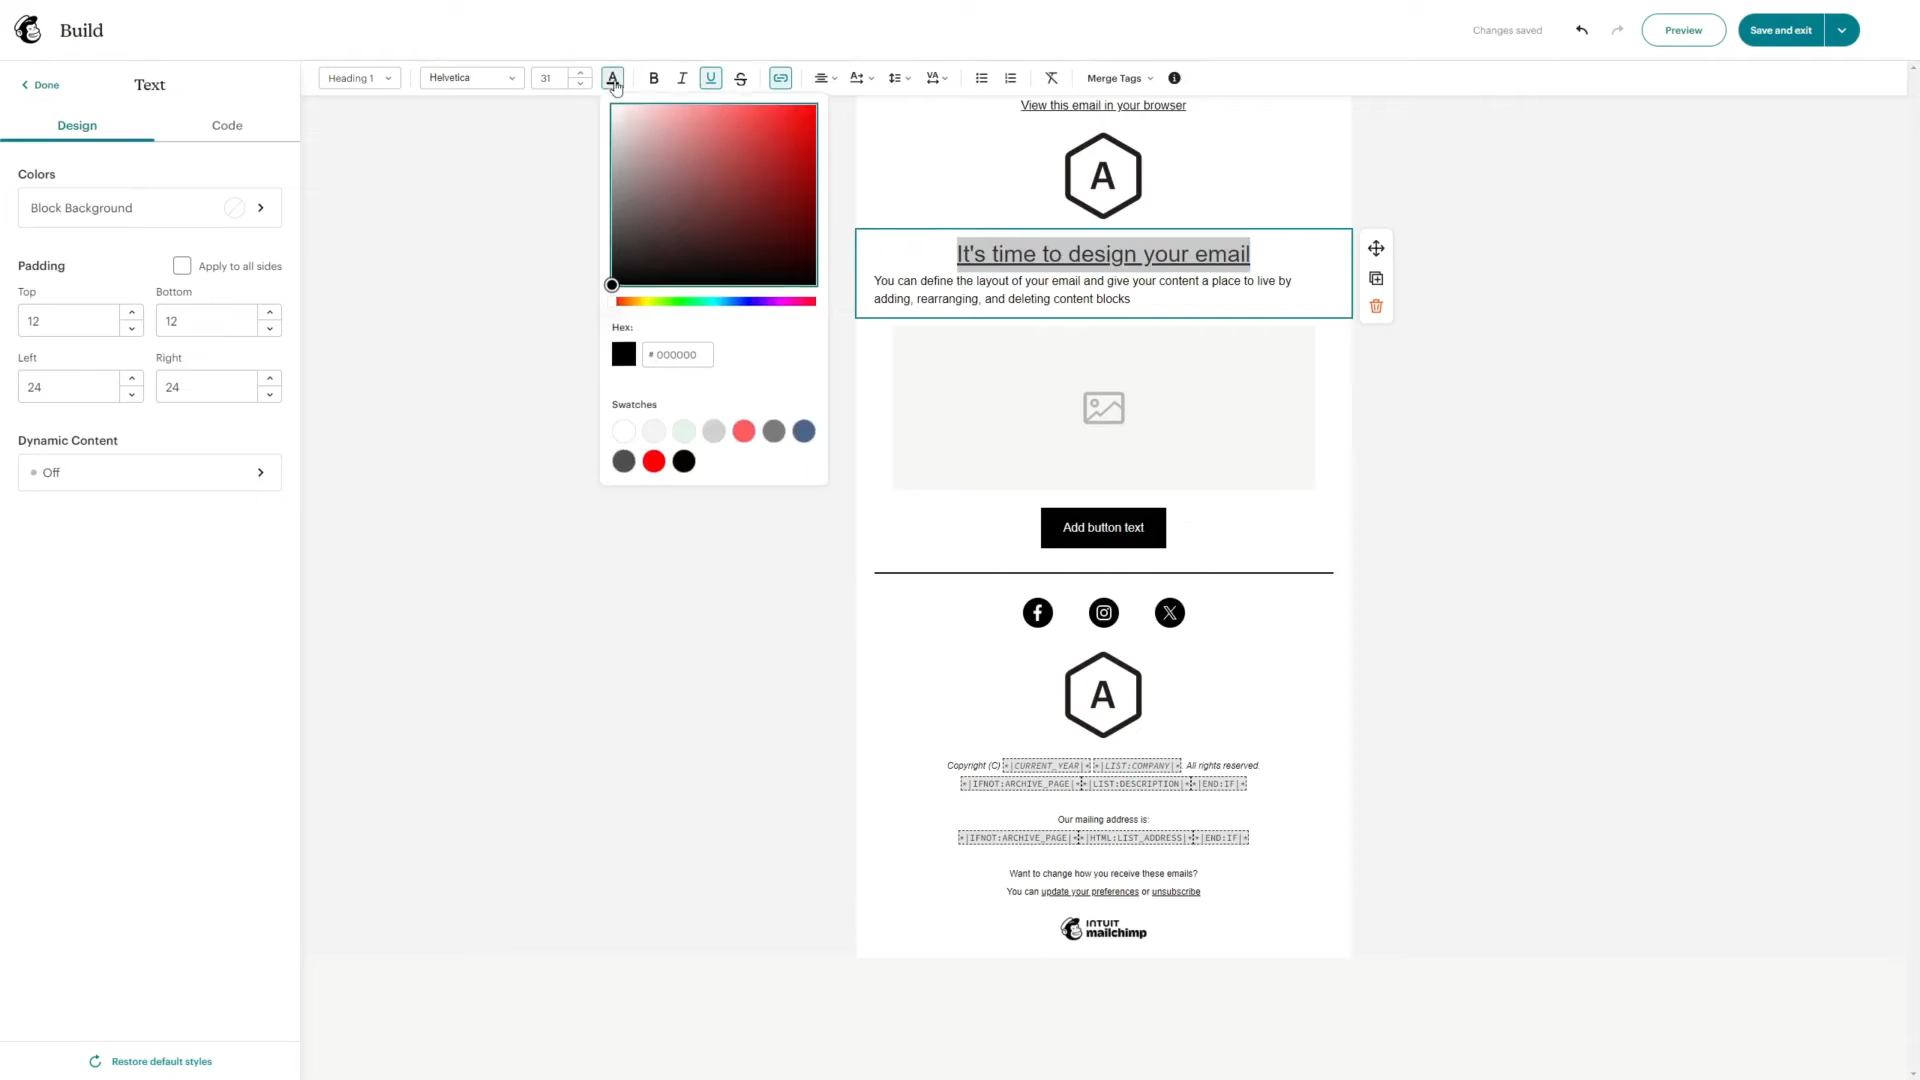 Build
Changes saved
Preview
Save and exit
Done
Text
Heading 1
Helvetica
31
A
B
I
U
S
Merge Tags
Design
Code
Colors
Block Background
Padding
Apply to all sides
Top
Bottom
12
12
Left
Right
24
24
Dynamic Content
Off
Restore default styles
Hex:
# 000000
Swatches
View this email in your browser
A
It's time to design your email
You can define the layout of your email and give your content a place to live by
adding, rearranging, and deleting content blocks
Add button text
A
Copyright (C) *|CURRENT_YEAR|* *|LIST:COMPANY|*. All rights reserved.
*|IFNOT:ARCHIVE_PAGE|* *|LIST:DESCRIPTION|* *|END:IF|*
Our mailing address is:
*|IFNOT:ARCHIVE_PAGE|* *|HTML:LIST_ADDRESS|* *|END:IF|*
Want to change how you receive these emails?
You can update your preferences or unsubscribe
INTUIT
mailchimp